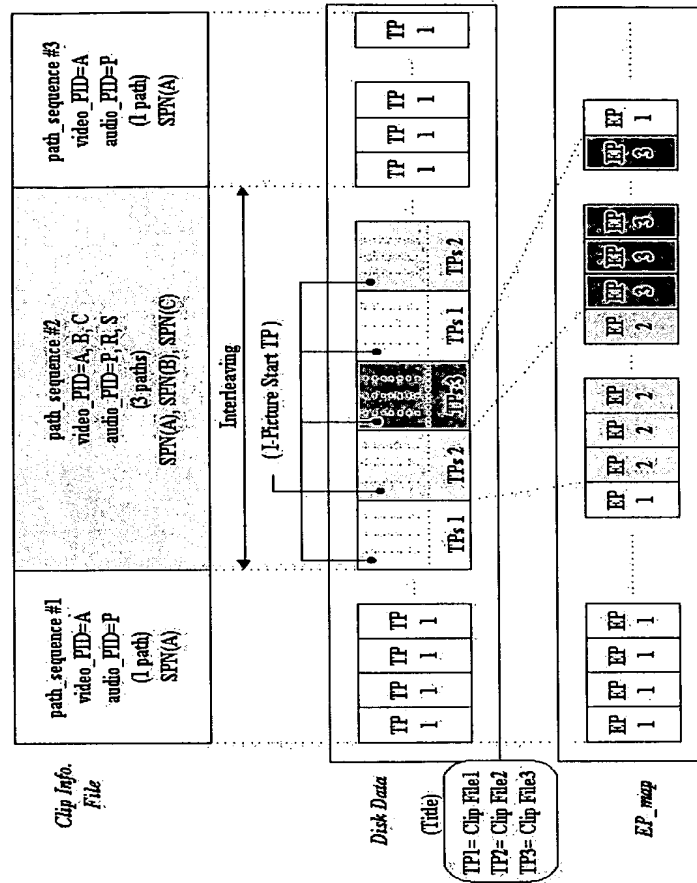 Clip Info.
File
path_sequence #1
video_PID=A
audio_PID=P
(1 path)
SPN(A)
path_sequence #2
video_PID=A, B, C
audio_PID=P, R, S
(3 paths)
SPN(A), SPN(B), SPN(C)
path_sequence #3
video_PID=A
audio_PID=P
(1 path)
SPN(A)
Interleaving
( I-Picture Start TP )
Disk Data
(Title)
TP
1
TP
1
TP
1
TP
1
TPs 1
TPs 2
TPs 3
TPs 1
TPs 2
TP
1
TP
1
TP
1
TP
1
TP1= Clip File1
TP2= Clip File2
TP3= Clip File3
EP_map
EP
1
EP
1
EP
1
EP
1
EP
1
EP
2
EP
2
EP
2
EP
2
EP
3
EP
3
EP
3
EP
3
EP
1